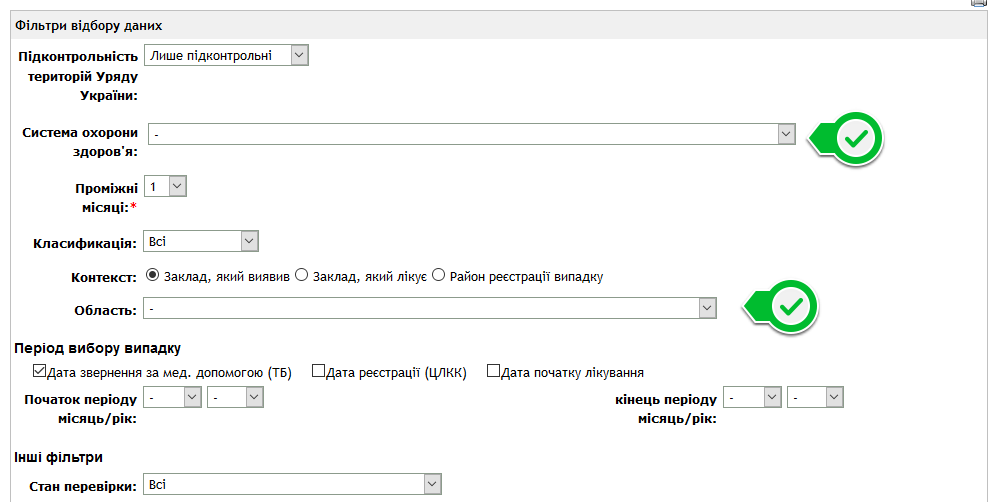 Фільтри відбору даних
Підконтрольність
територій Уряду
України:
Лише підконтрольні
Система охорони
здоров'я:
-
Проміжні
місяці:*
1
Класифікація:
Всі
Контекст:
Заклад, який виявив
Заклад, який лікує
Район реєстрації випадку
Область:
-
Період вибору випадку
Дата звернення за мед. допомогою (ТБ)
Дата реєстрації (ЦЛКК)
Дата початку лікування
Початок періоду
місяць/рік:
-
-
кінець періоду
місяць/рік:
-
-
Інші фільтри
Стан перевірки:
Всі